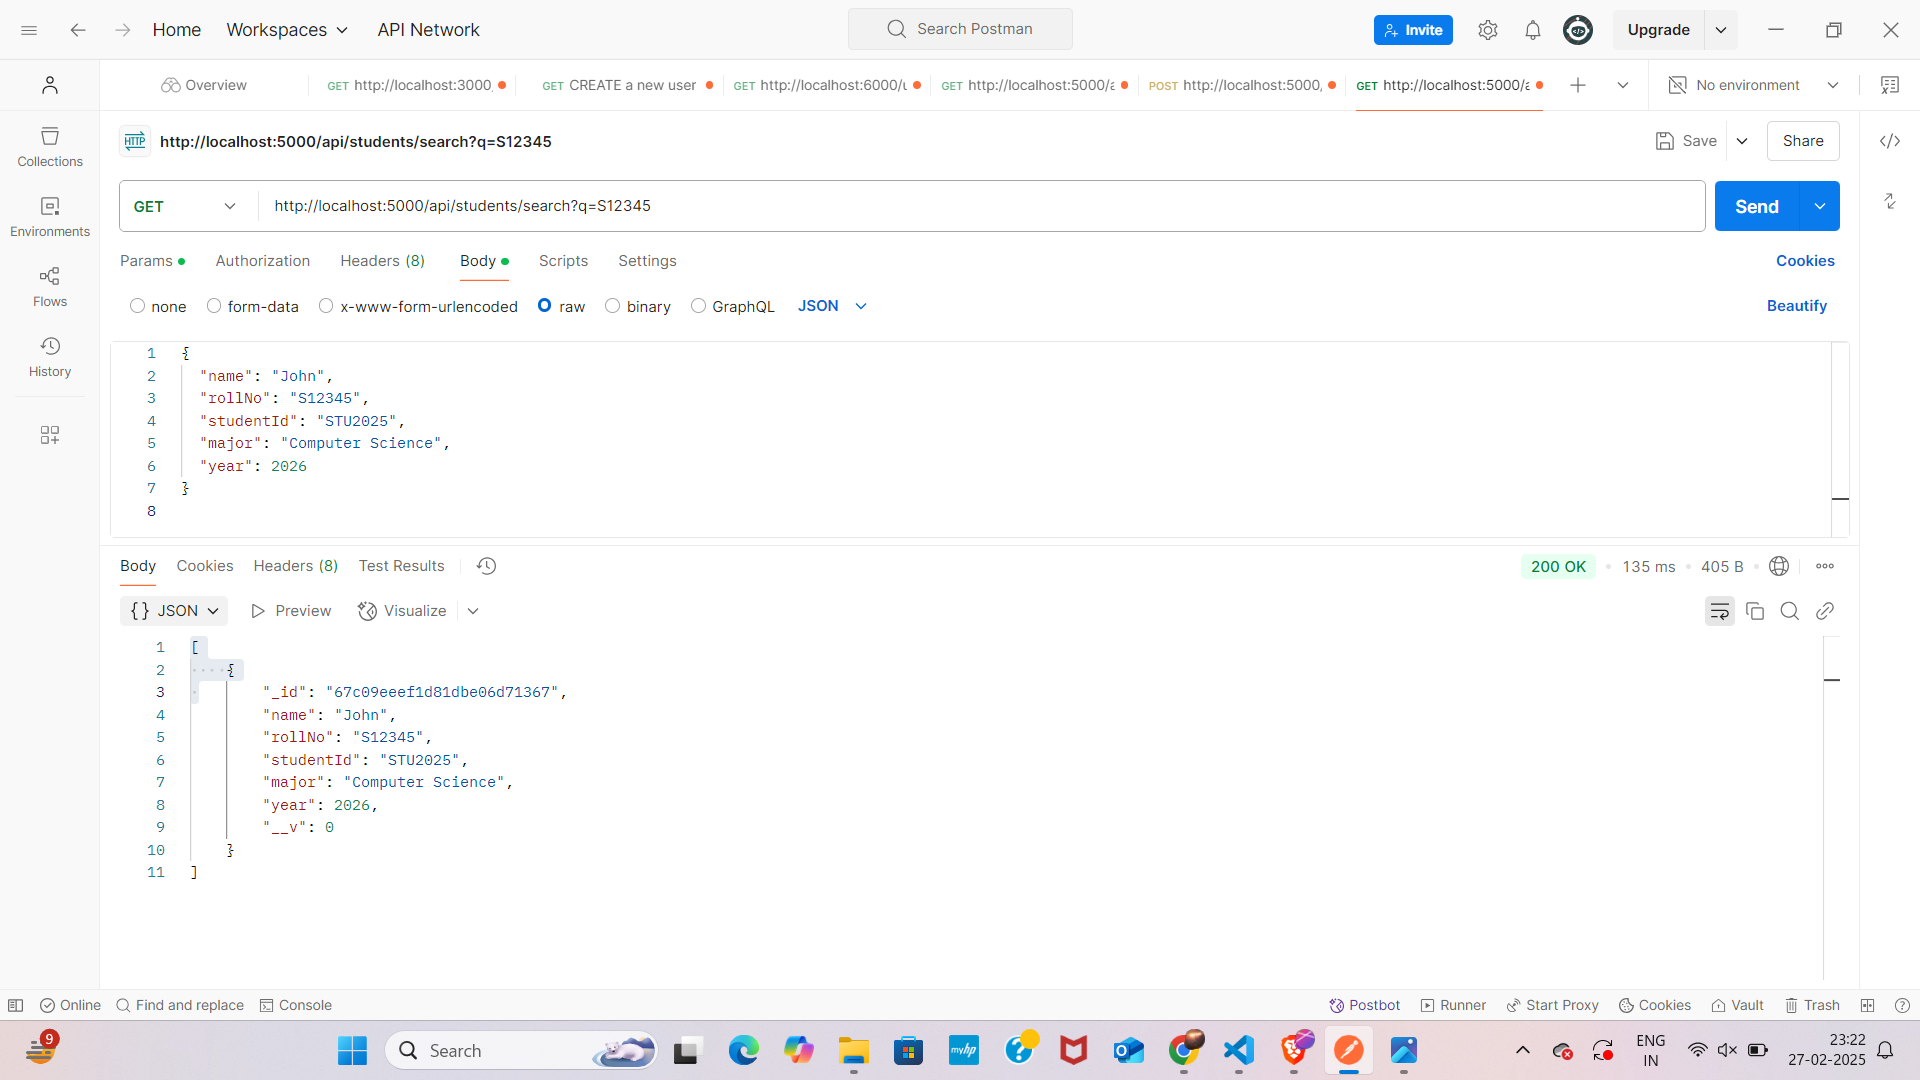 Home Workspaces API Network Search Postman Invite Upgrade
Overview GET http://localhost:3000, GET CREATE a new user GET http://localhost:6000/u GET http://localhost:5000/a POST http://localhost:5000, GET http://localhost:5000/a No environment
HTTP http://localhost:5000/api/students/search?q=S12345 Save Share
Collections
Environments
Flows
History
GET http://localhost:5000/api/students/search?q=S12345 Send
Params Authorization Headers (8) Body Scripts Settings Cookies
none form-data x-www-form-urlencoded raw binary GraphQL JSON Beautify
1 {
2 "name": "John",
3 "rollNo": "S12345",
4 "studentId": "STU2025",
5 "major": "Computer Science",
6 "year": 2026
7 }
8
Body Cookies Headers (8) Test Results 200 OK 135 ms 405 B
{} JSON Preview Visualize
1 [
2 {
3 "_id": "67c09eeef1d81dbe06d71367",
4 "name": "John",
5 "rollNo": "S12345",
6 "studentId": "STU2025",
7 "major": "Computer Science",
8 "year": 2026,
9 "__v": 0
10 }
11 ]
Online Find and replace Console Postbot Runner Start Proxy Cookies Vault Trash
9 Search myhp ENG IN 23:22
27-02-2025